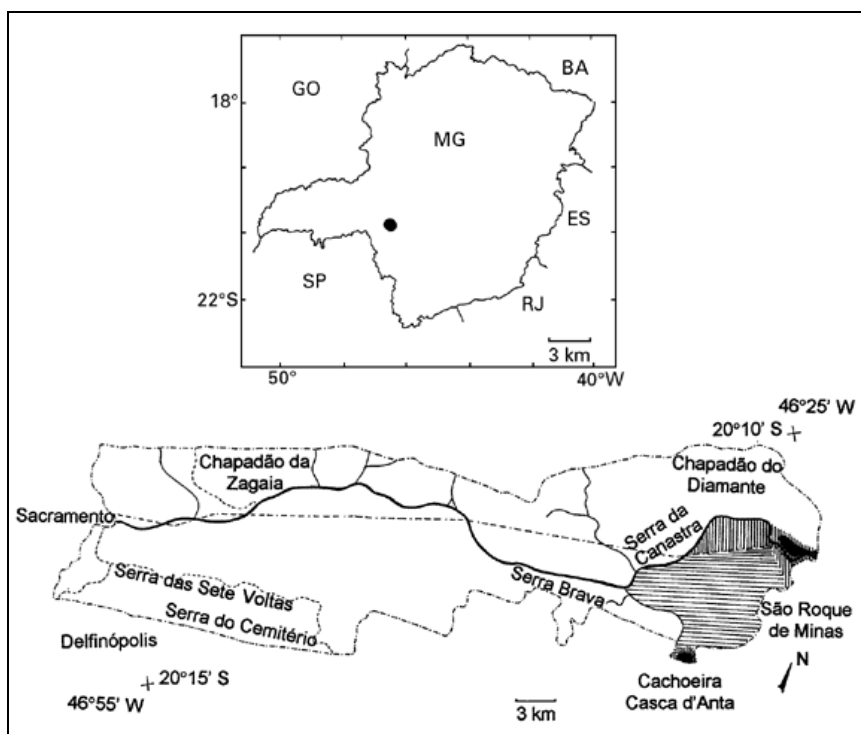 GO
BA
18°
MG
ES
SP
22°S
RJ
3 km
50°
40°W
46°25' W
20°10' S
Chapadão da
Zagaia
Chapadão do
Diamante
Sacramento
Serra da
Canastra
Serra Brava
Serra das Sete Voltas
Serra do Cemitério
São Roque
de Minas
Delfinópolis
N
20°15' S
46°55' W
3 km
Cachoeira
Casca d'Anta